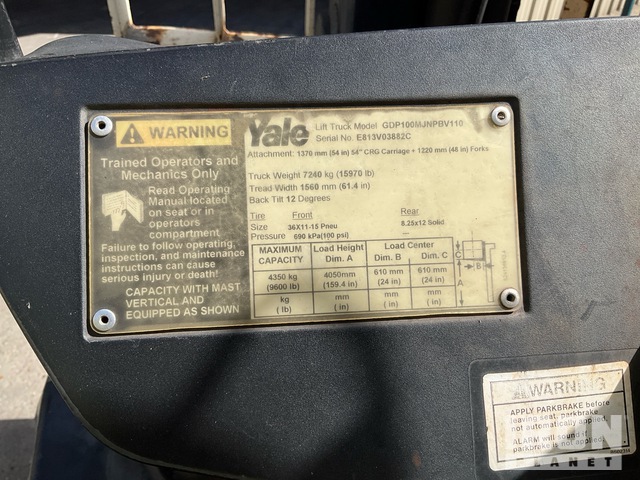 WARNING
Trained Operators and
Mechanics Only
Read Operating
Manual located
on seat or in
operators
compartment
Failure to follow operating,
inspection, and maintenance
instructions can cause
serious injury or death!
CAPACITY WITH MAST
VERTICAL AND
EQUIPPED AS SHOWN
Yale Lift Truck Model GDP100MJNPBV110
Serial No. E813V03882C
Attachment: 1370 mm (54 in) 54" CRG Carriage + 1220 mm (48 in) Forks
Truck Weight 7240 kg (15970 lb)
Tread Width 1560 mm (61.4 in)
Back Tilt 12 Degrees
Tire Front Rear
Size 36X11-15 Pneu 8.25x12 Solid
Pressure 690 kPa(100 psi)
MAXIMUM CAPACITY Load Height Dim. A Load Center Dim. B Dim. C
4350 kg 4050mm 610 mm 610 mm
(9600 lb) (159.4 in) (24 in) (24 in)
kg mm mm mm
( lb) ( in) ( in) ( in)
C
B
A
WARNING
APPLY PARKBRAKE before
leaving seat, parkbrake
not automatically applied.
ALARM will sound if
parkbrake is not applied.
PLANET